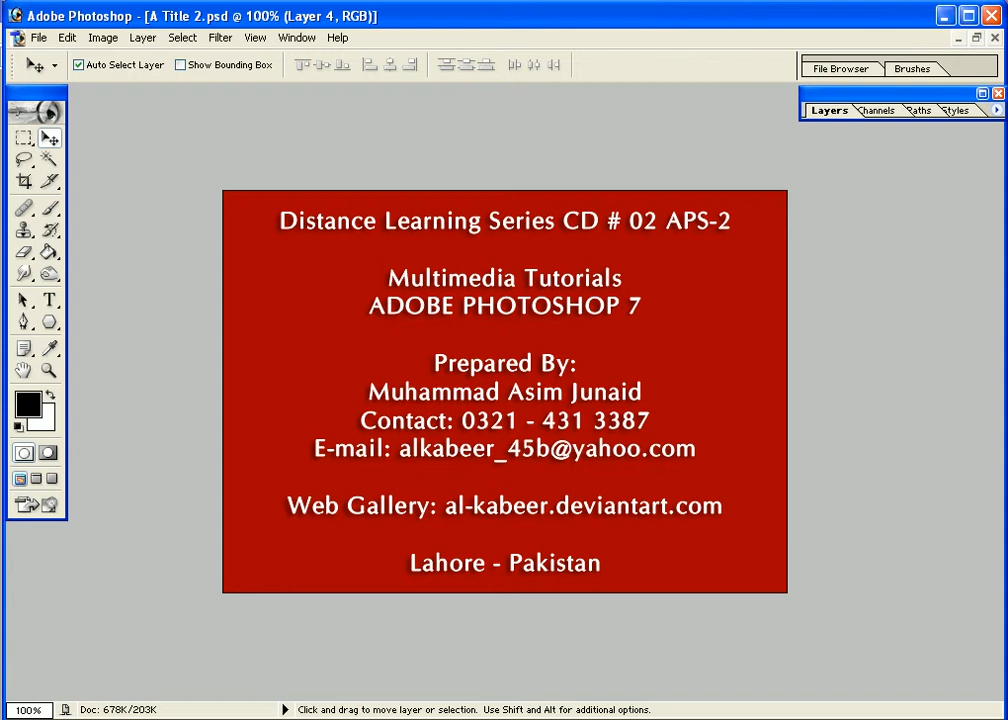 Adobe Photoshop - [A Title 2.psd @ 100% (Layer 4, RGB)]
File Edit Image Layer Select Filter View Window Help
Auto Select Layer Show Bounding Box File Browser Brushes
Layers Channels Paths Styles
Distance Learning Series CD # 02 APS-2
Multimedia Tutorials
ADOBE PHOTOSHOP 7
Prepared By:
Muhammad Asim Junaid
Contact: 0321 - 431 3387
E-mail: alkabeer_45b@yahoo.com
Web Gallery: al-kabeer.deviantart.com
Lahore - Pakistan
100% Doc: 678K/203K Click and drag to move layer or selection. Use Shift and Alt for additional options.